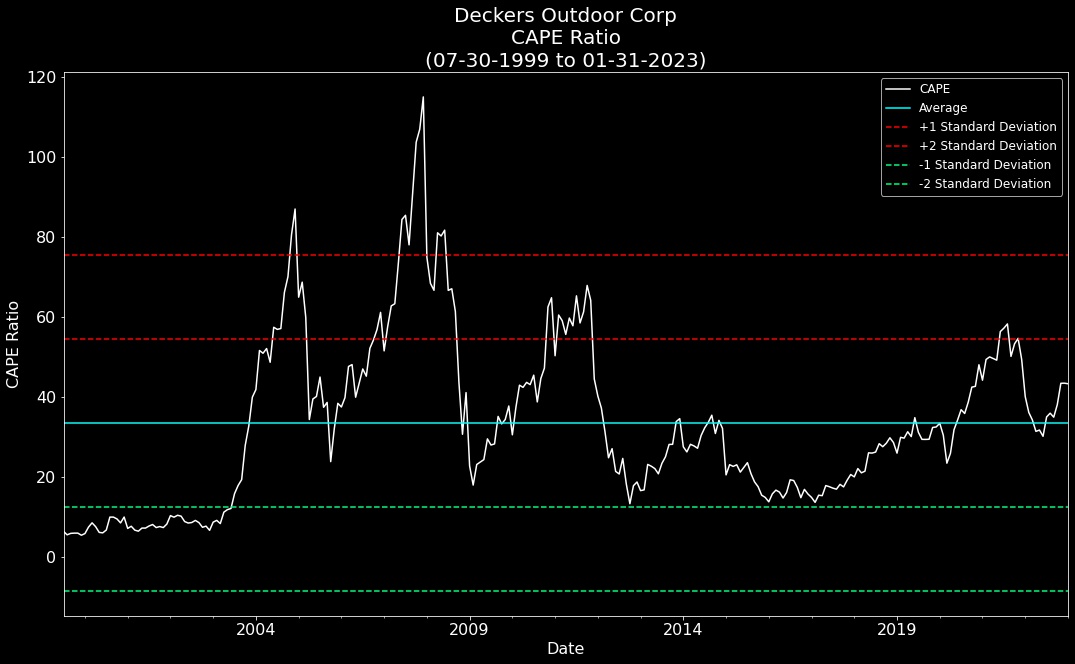 Deckers Outdoor Corp
CAPE Ratio
(07-30-1999 to 01-31-2023)
CAPE
Average
+1 Standard Deviation
+2 Standard Deviation
-1 Standard Deviation
-2 Standard Deviation
120
100
80
60
40
20
0
CAPE Ratio
2004
2009
2014
2019
Date